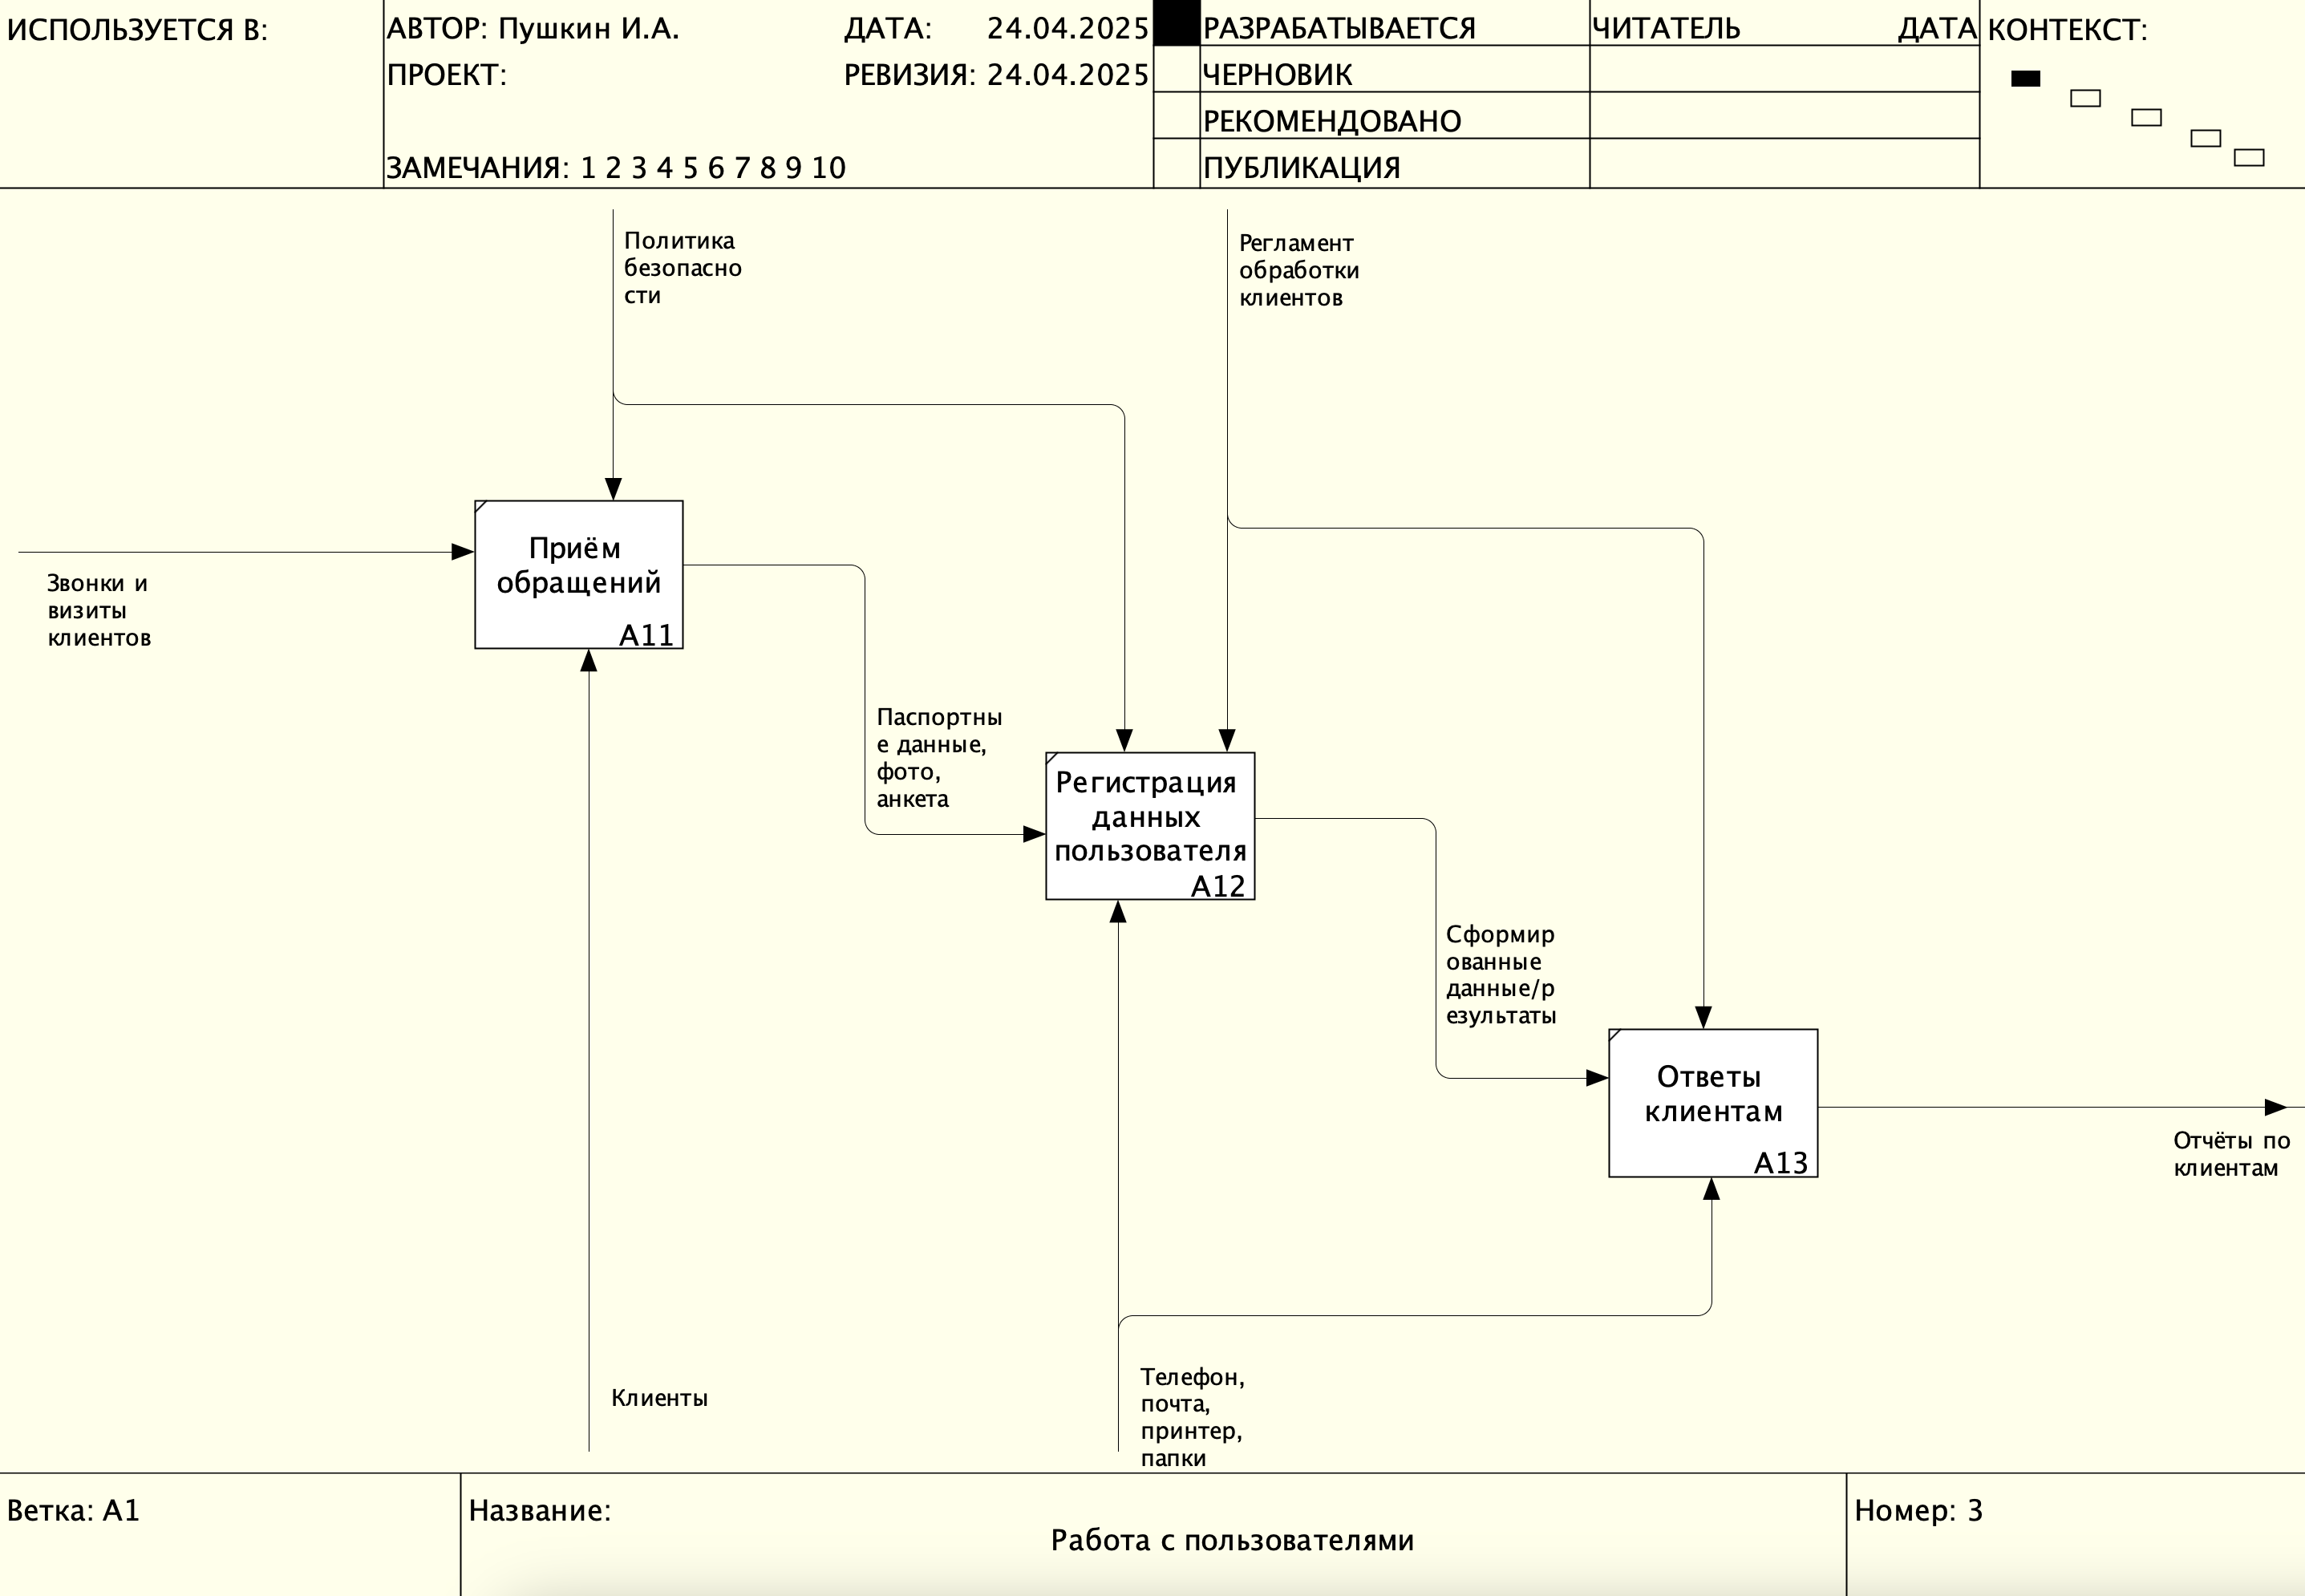 ИСПОЛЬЗУЕТСЯ В:
АВТОР: Пушкин И.А.
ДАТА: 24.04.2025
ПРОЕКТ:
РЕВИЗИЯ: 24.04.2025
ЗАМЕЧАНИЯ: 1 2 3 4 5 6 7 8 9 10
РАЗРАБАТЫВАЕТСЯ
ЧЕРНОВИК
РЕКОМЕНДОВАНО
ПУБЛИКАЦИЯ
ЧИТАТЕЛЬ
ДАТА
КОНТЕКСТ:
Политика
безопасно
сти
Регламент
обработки
клиентов
Звонки и
визиты
клиентов
Приём
обращений
A11
Паспортны
е данные,
фото,
анкета
Регистрация
данных
пользователя
A12
Сформир
ованные
данные/р
езультаты
Ответы
клиентам
A13
Отчёты по
клиентам
Клиенты
Телефон,
почта,
принтер,
папки
Ветка: A1
Название:
Работа с пользователями
Номер: 3